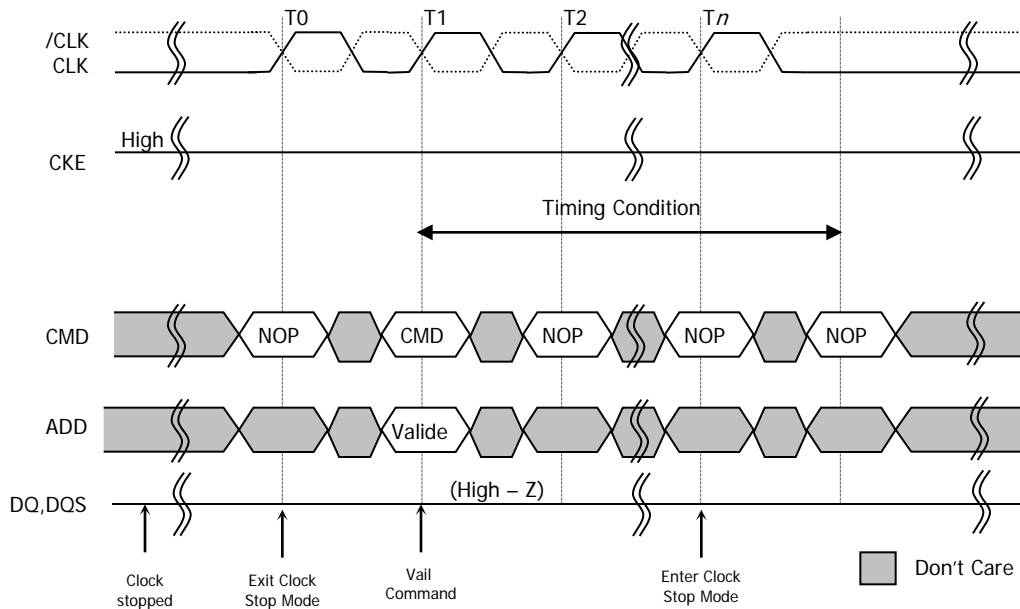 T0 T1 T2 Tn
/CLK
CLK
High
CKE
Timing Condition
CMD NOP CMD NOP NOP NOP
ADD Valide
(High – Z)
DQ,DQS
Clock
stopped
Exit Clock
Stop Mode
Vail
Command
Enter Clock
Stop Mode
Don't Care